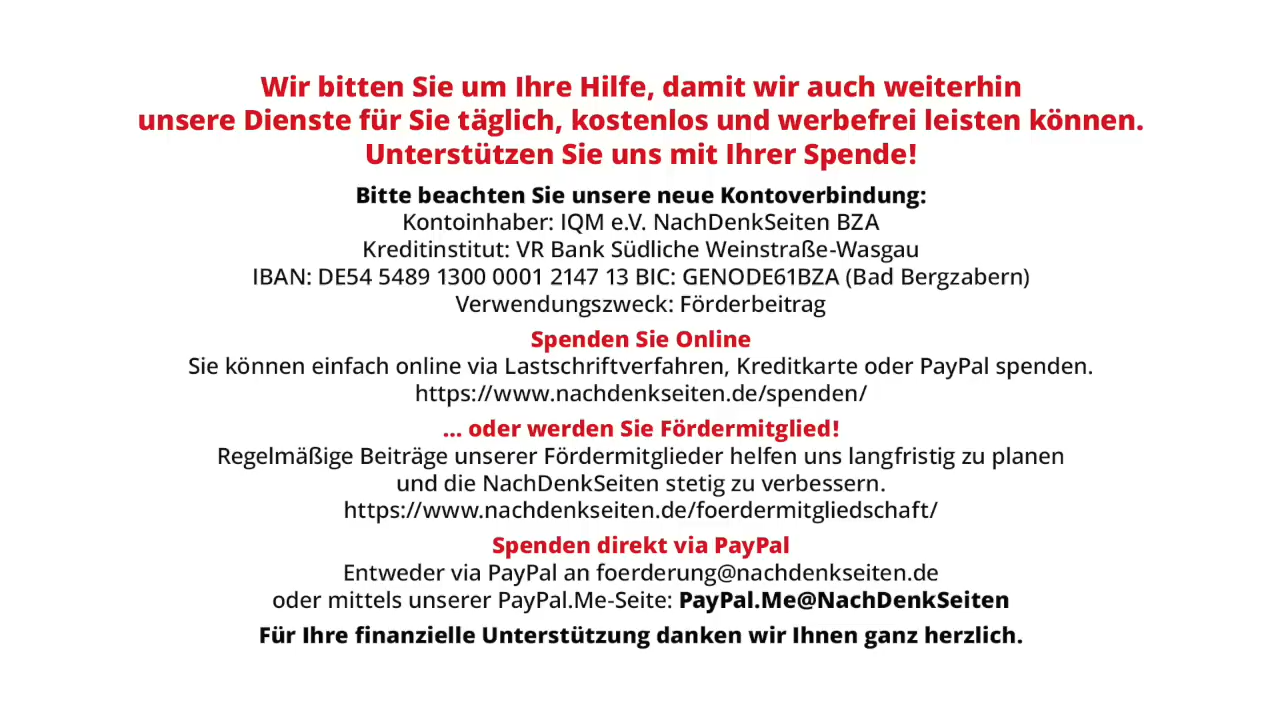 Wir bitten Sie um Ihre Hilfe, damit wir auch weiterhin
unsere Dienste für Sie täglich, kostenlos und werbefrei leisten können.
Unterstützen Sie uns mit Ihrer Spende!
Bitte beachten Sie unsere neue Kontoverbindung:
Kontoinhaber: IQM e.V. NachDenkSeiten BZA
Kreditinstitut: VR Bank Südliche Weinstraße-Wasgau
IBAN: DE54 5489 1300 0001 2147 13 BIC: GENODE61BZA (Bad Bergzabern)
Verwendungszweck: Förderbeitrag
Spenden Sie Online
Sie können einfach online via Lastschriftverfahren, Kreditkarte oder PayPal spenden.
https://www.nachdenkseiten.de/spenden/
... oder werden Sie Fördermitglied!
Regelmäßige Beiträge unserer Fördermitglieder helfen uns langfristig zu planen
und die NachDenkSeiten stetig zu verbessern.
https://www.nachdenkseiten.de/foerdermitgliedschaft/
Spenden direkt via PayPal
Entweder via PayPal an foerderung@nachdenkseiten.de
oder mittels unserer PayPal.Me-Seite: PayPal.Me@NachDenkSeiten
Für Ihre finanzielle Unterstützung danken wir Ihnen ganz herzlich.